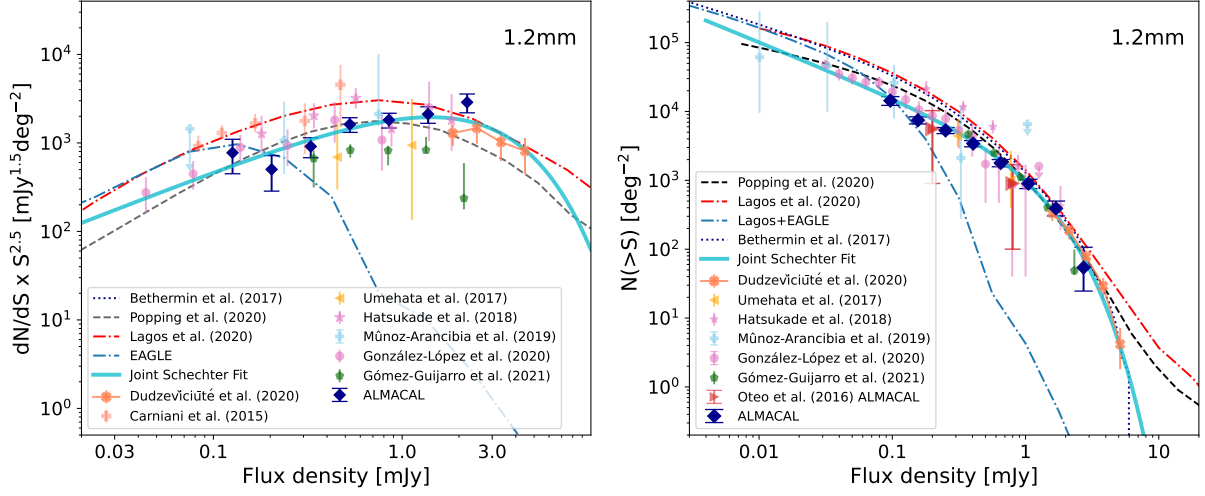 1.2mm
dN/dS x S^2.5 [mJy^1.5 deg^−2]
10^4
10^3
10^2
10^1
10^0
Bethermin et al. (2017)
Popping et al. (2020)
Lagos et al. (2020)
EAGLE
Joint Schechter Fit
Dudzevičiūtė et al. (2020)
Carniani et al. (2015)
Umehata et al. (2017)
Hatsukade et al. (2018)
Mûnoz-Arancibia et al. (2019)
González-López et al. (2020)
Gómez-Guijarro et al. (2021)
ALMACAL
0.03
0.1
0.3
1.0
3.0
Flux density [mJy]
1.2mm
N(>S) [deg^−2]
10^5
10^4
10^3
10^2
10^1
10^0
Popping et al. (2020)
Lagos et al. (2020)
Lagos+EAGLE
Bethermin et al. (2017)
Joint Schechter Fit
Dudzevičiūtė et al. (2020)
Umehata et al. (2017)
Hatsukade et al. (2018)
Mûnoz-Arancibia et al. (2019)
González-López et al. (2020)
Gómez-Guijarro et al. (2021)
Oteo et al. (2016) ALMACAL
ALMACAL
0.01
0.1
1
10
Flux density [mJy]